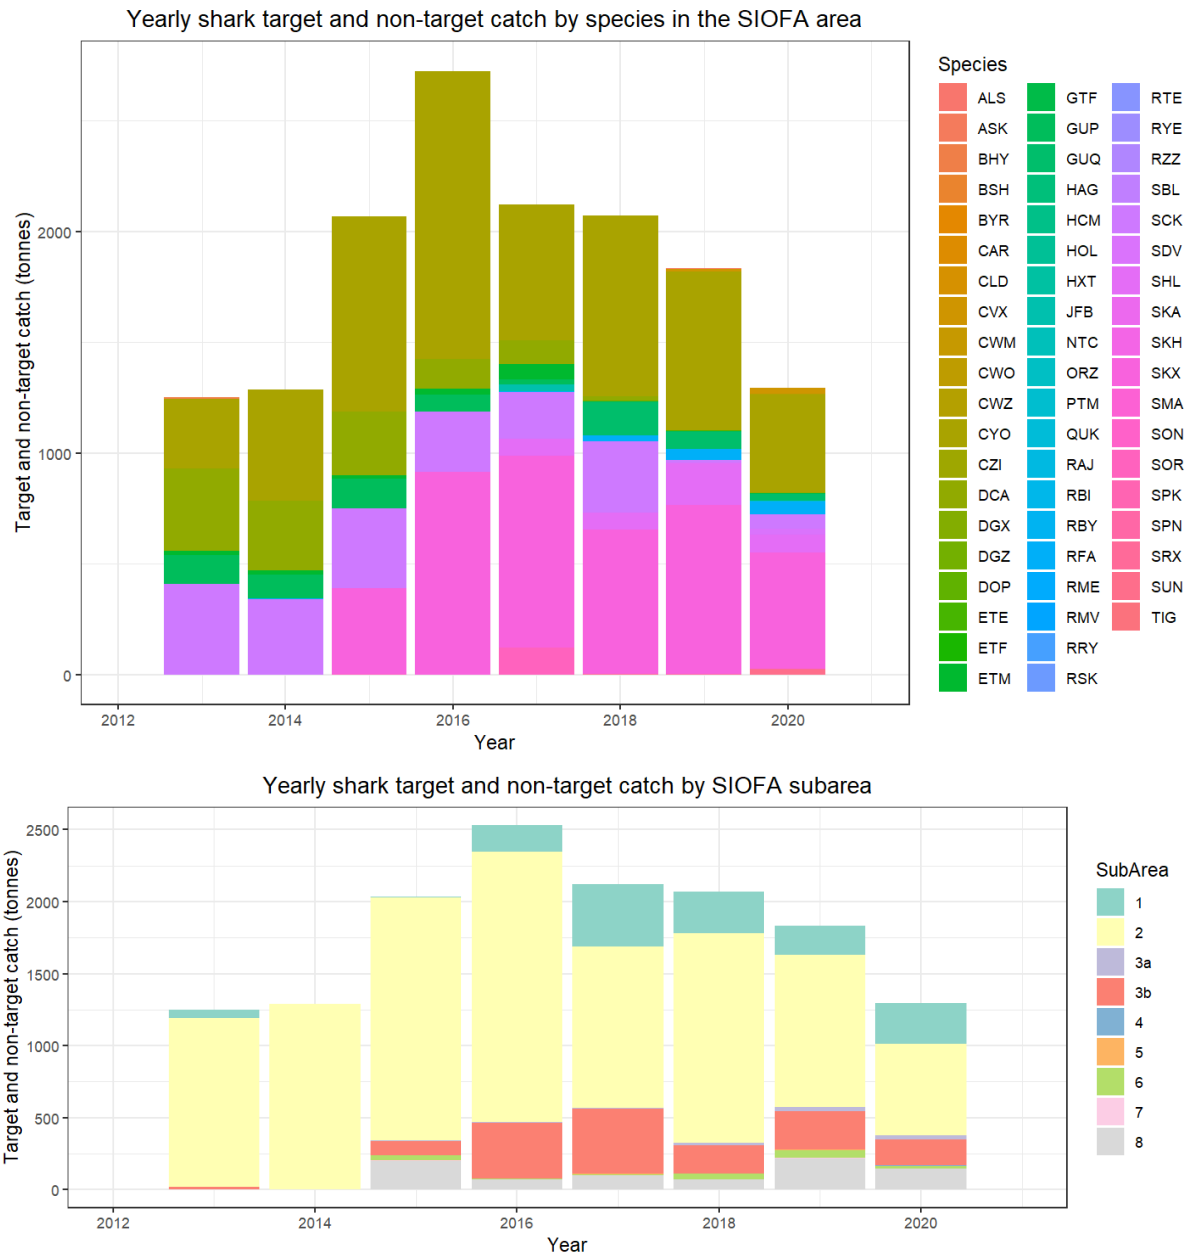 Yearly shark target and non-target catch by species in the SIOFA area
Target and non-target catch (tonnes)
2000
1000
0
2012 2014 2016 2018 2020
Year
Species
ALS GTF RTE
ASK GUP RYE
BHY GUQ RZZ
BSH HAG SBL
BYR HCM SCK
CAR HOL SDV
CLD HXT SHL
CVX JFB SKA
CWM NTC SKH
CWO ORZ SKX
CWZ PTM SMA
CYO QUK SON
CZI RAJ SOR
DCA RBI SPK
DGX RBY SPN
DGZ RFA SRX
DOP RME SUN
ETE RMV TIG
ETF RRY
ETM RSK
Yearly shark target and non-target catch by SIOFA subarea
Target and non-target catch (tonnes)
2500
2000
1500
1000
500
0
2012 2014 2016 2018 2020
Year
SubArea
1
2
3a
3b
4
5
6
7
8